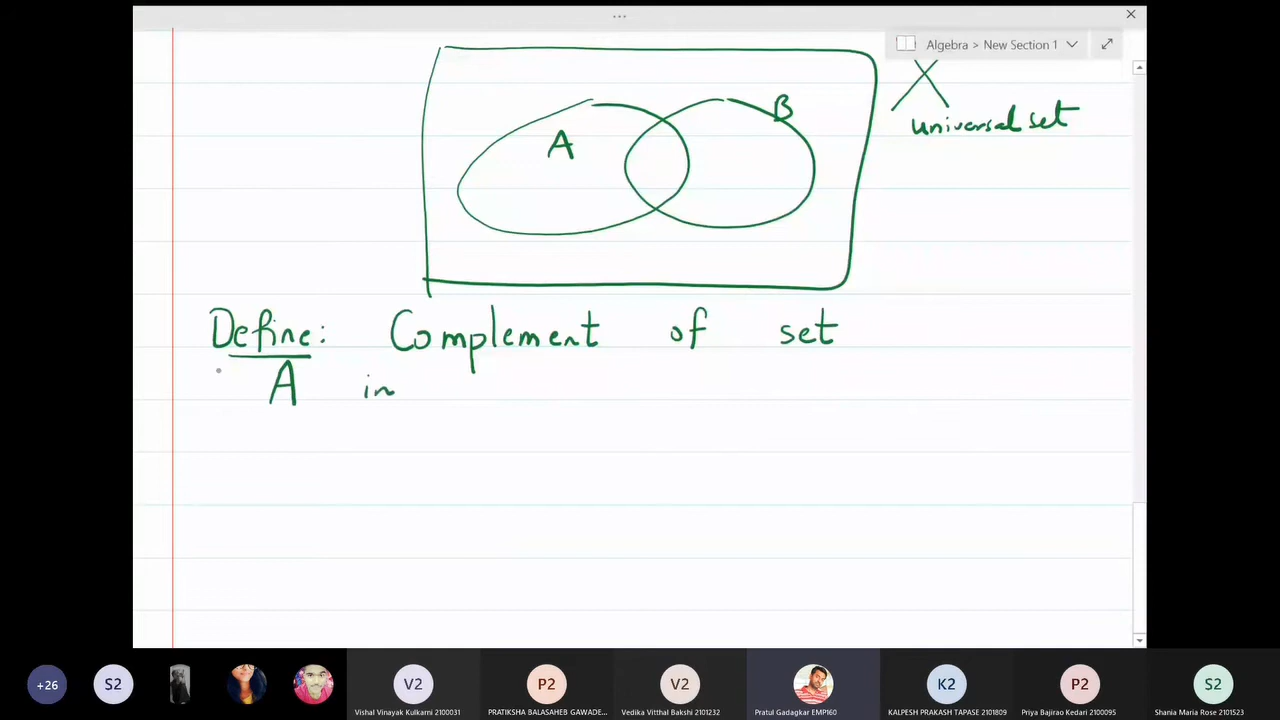 Algebra > New Section 1
X
universal set
A
B
Define: Complement of set
A in
+26
S2
V2
P2
V2
K2
P2
S2
Vishal Vinayak Kulkarni 2100031
PRATIKSHA BALASAHEB GAWADE...
Vedika Vitthal Bakshi 2101232
Pratul Gadagkar EMP160
KALPESH PRAKASH TAPASE 2101809
Priya Bajirao Kedari 2100095
Shania Maria Rose 2101523